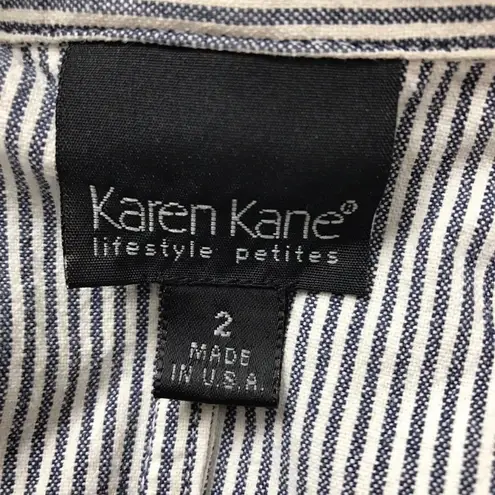 Karen Kane®
lifestyle petites
2
MADE
IN U.S.A.